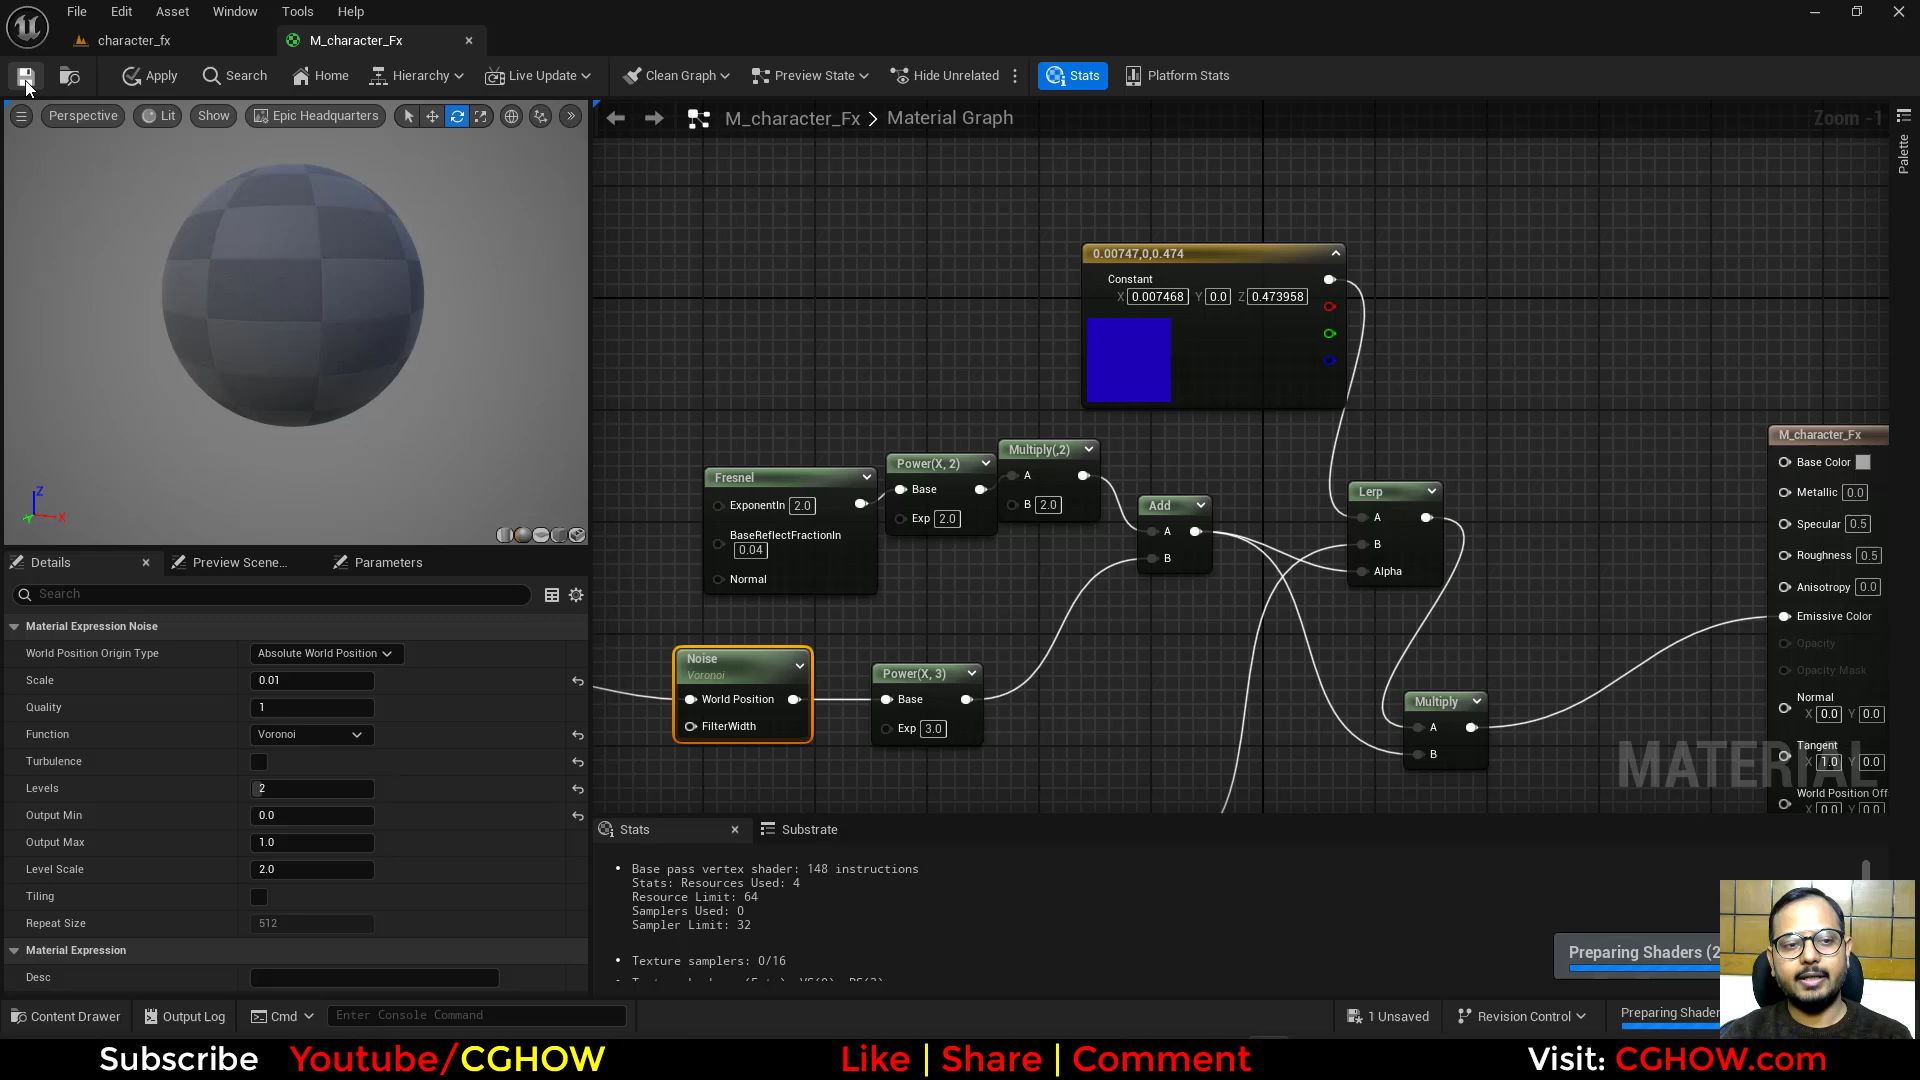 File Edit Asset Window Tools Help
character_fx
M_character_Fx
Apply Search Home Hierarchy Live Update Clean Graph Preview State Hide Unrelated Stats Platform Stats
Perspective Lit Show Epic Headquarters
M_character_Fx > Material Graph
Zoom -1
Palette
0.00747,0,0.474
Constant
X 0.007468 Y 0.0 Z 0.473958
Fresnel
ExponentIn 2.0
BaseReflectFractionIn
0.04
Normal
Power(X, 2)
Base
Exp 2.0
Multiply(,2)
A
B 2.0
Add
A
B
Lerp
A
B
Alpha
Noise
Voronoi
World Position
FilterWidth
Power(X, 3)
Base
Exp 3.0
Multiply
A
B
M_character_Fx
Base Color
Metallic 0.0
Specular 0.5
Roughness 0.5
Anisotropy 0.0
Emissive Color
Opacity
Opacity Mask
Normal
X 0.0 Y 0.0
Tangent
X 1.0 Y 0.0
World Position Off
X 0.0 Y 0.0
MATERIAL
Z
X
Y
Details Preview Scene... Parameters
Search
Material Expression Noise
World Position Origin Type Absolute World Position
Scale 0.01
Quality 1
Function Voronoi
Turbulence
Levels 2
Output Min 0.0
Output Max 1.0
Level Scale 2.0
Tiling
Repeat Size 512
Material Expression
Desc
Stats Substrate
Base pass vertex shader: 148 instructions
Stats: Resources Used: 4
Resource Limit: 64
Samplers Used: 0
Sampler Limit: 32
Texture samplers: 0/16
Preparing Shaders (2
Content Drawer Output Log Cmd Enter Console Command 1 Unsaved Revision Control Preparing Shader
Subscribe Youtube/CGHOW Like | Share | Comment Visit: CGHOW.com